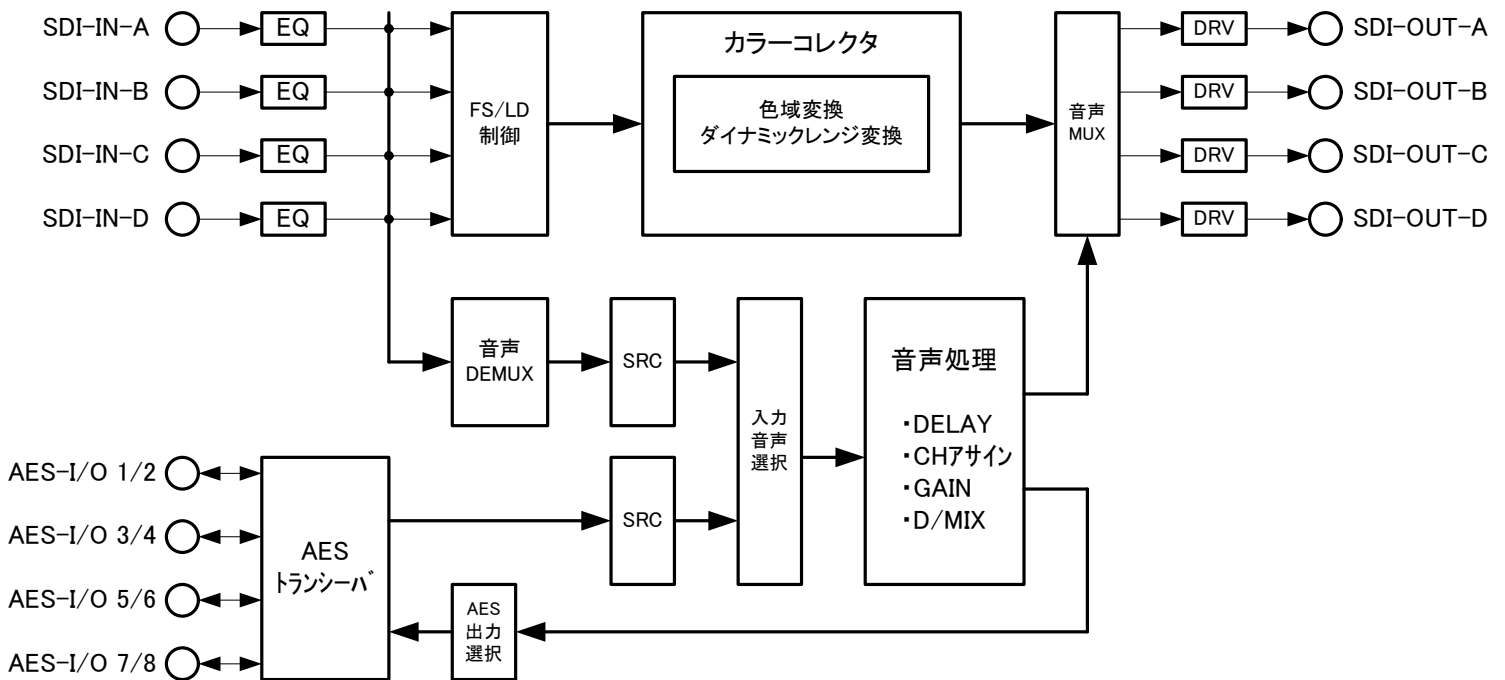 SDI-IN-A
EQ
SDI-IN-B
EQ
SDI-IN-C
EQ
SDI-IN-D
EQ
FS/LD
制御
カラーコレクタ
色域変換
ダイナミックレンジ変換
音声
MUX
DRV
SDI-OUT-A
DRV
SDI-OUT-B
DRV
SDI-OUT-C
DRV
SDI-OUT-D
音声
DEMUX
SRC
入力
音声
選択
音声処理
・DELAY
・CHアサイン
・GAIN
・D/MIX
AES-I/O 1/2
AES-I/O 3/4
AES-I/O 5/6
AES-I/O 7/8
AES
トランシーバ
SRC
AES
出力
選択